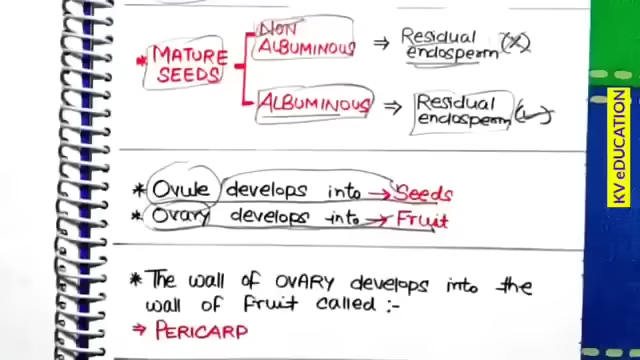 * MATURE SEEDS
NON ALBUMINOUS ⇒ Residual endosperm (×)
ALBUMINOUS ⇒ Residual endosperm (✓)
* Ovule develops into → Seeds
* Ovary develops into → Fruit
* The wall of OVARY develops into the
wall of Fruit called :-
⇒ PERICARP
KV eDUCATION